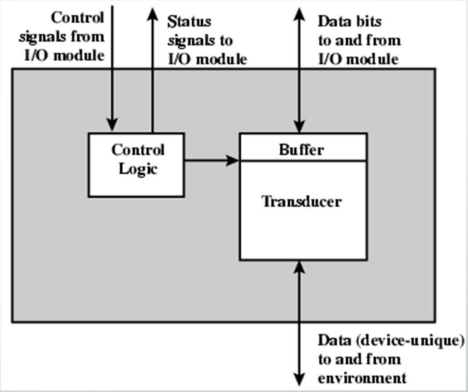 Control
signals from
I/O module
Status
signals to
I/O module
Data bits
to and from
I/O module
Control
Logic
Buffer
Transducer
Data (device-unique)
to and from
environment